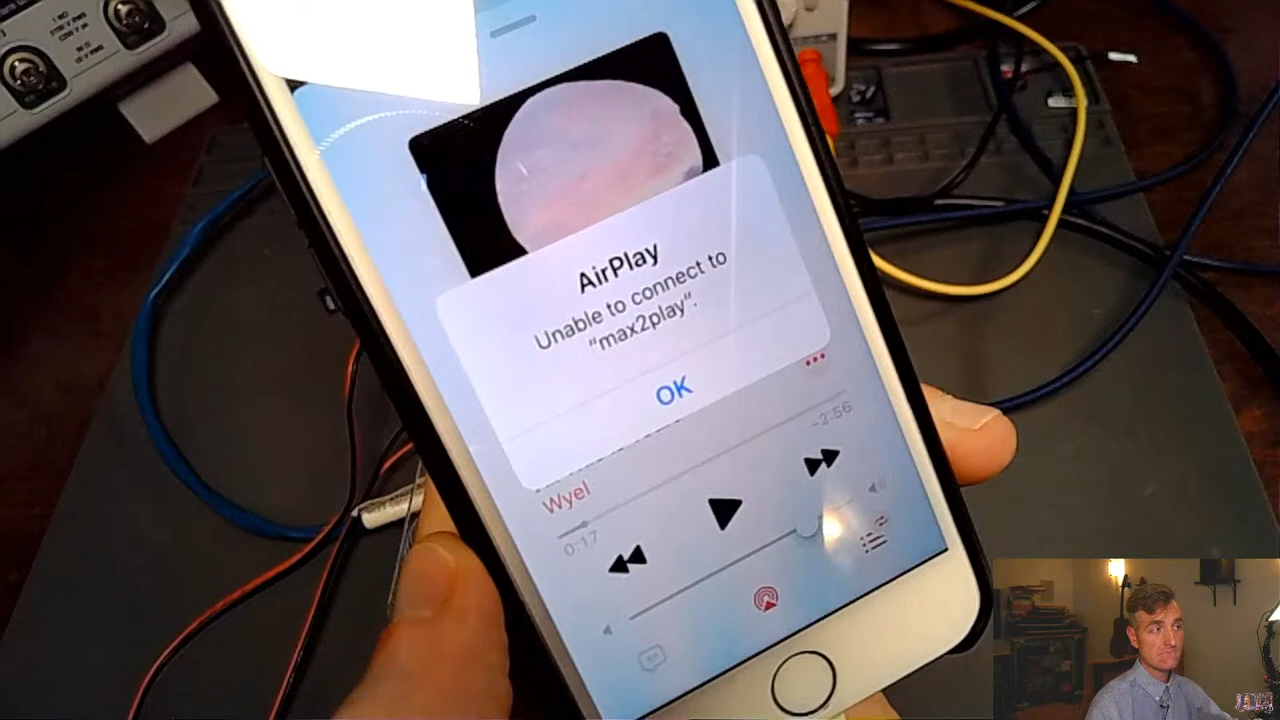 AirPlay
Unable to connect to
“max2play”.
OK
-2:56
Wyel
0:17